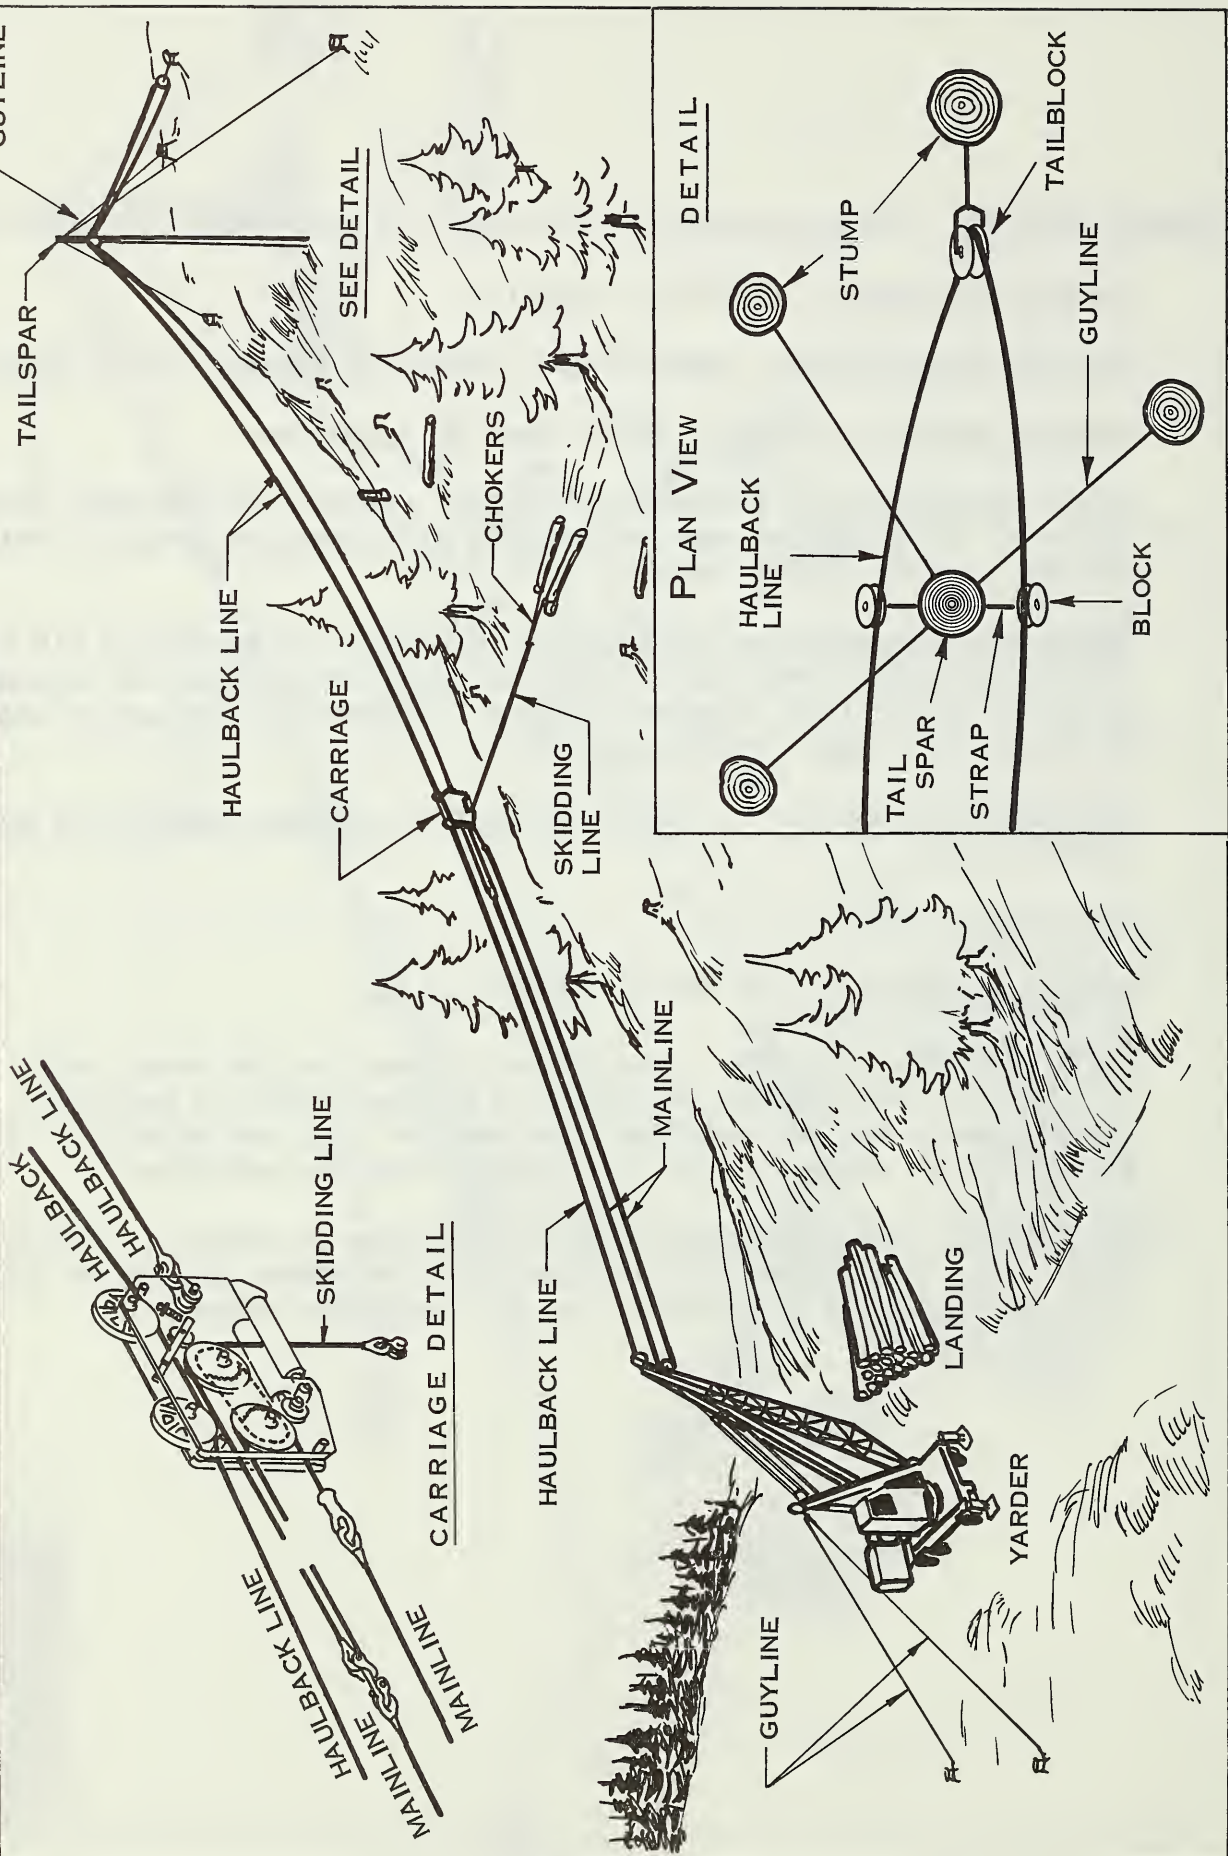 HAULBACK
HAULBACK LINE
HAULBACK LINE
MAINLINE
MAINLINE
SKIDDING LINE
CARRIAGE DETAIL
TAILSPAR
GUYLINE
HAULBACK LINE
CARRIAGE
SEE DETAIL
CHOKERS
SKIDDING
LINE
HAULBACK LINE
MAINLINE
GUYLINE
LANDING
YARDER
PLAN VIEW
DETAIL
HAULBACK
LINE
STUMP
TAIL
SPAR
STRAP
TAILBLOCK
GUYLINE
BLOCK